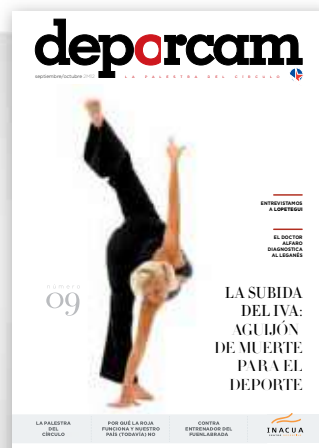 deporcam
septiembre/octubre 2012 LA PALESTRA DEL CÍRCULO
ENTREVISTAMOS
A LOPETEGUI
EL DOCTOR
ALFARO
DIAGNOSTICA
AL LEGANÉS
número
09
LA SUBIDA
DEL IVA:
AGUIJÓN
DE MUERTE
PARA EL
DEPORTE
LA PALESTRA
DEL
CÍRCULO
POR QUÉ LA ROJA
FUNCIONA Y NUESTRO
PAÍS (TODAVÍA) NO
CONTRA
ENTRENADOR DEL
FUENLABRADA
INACUA